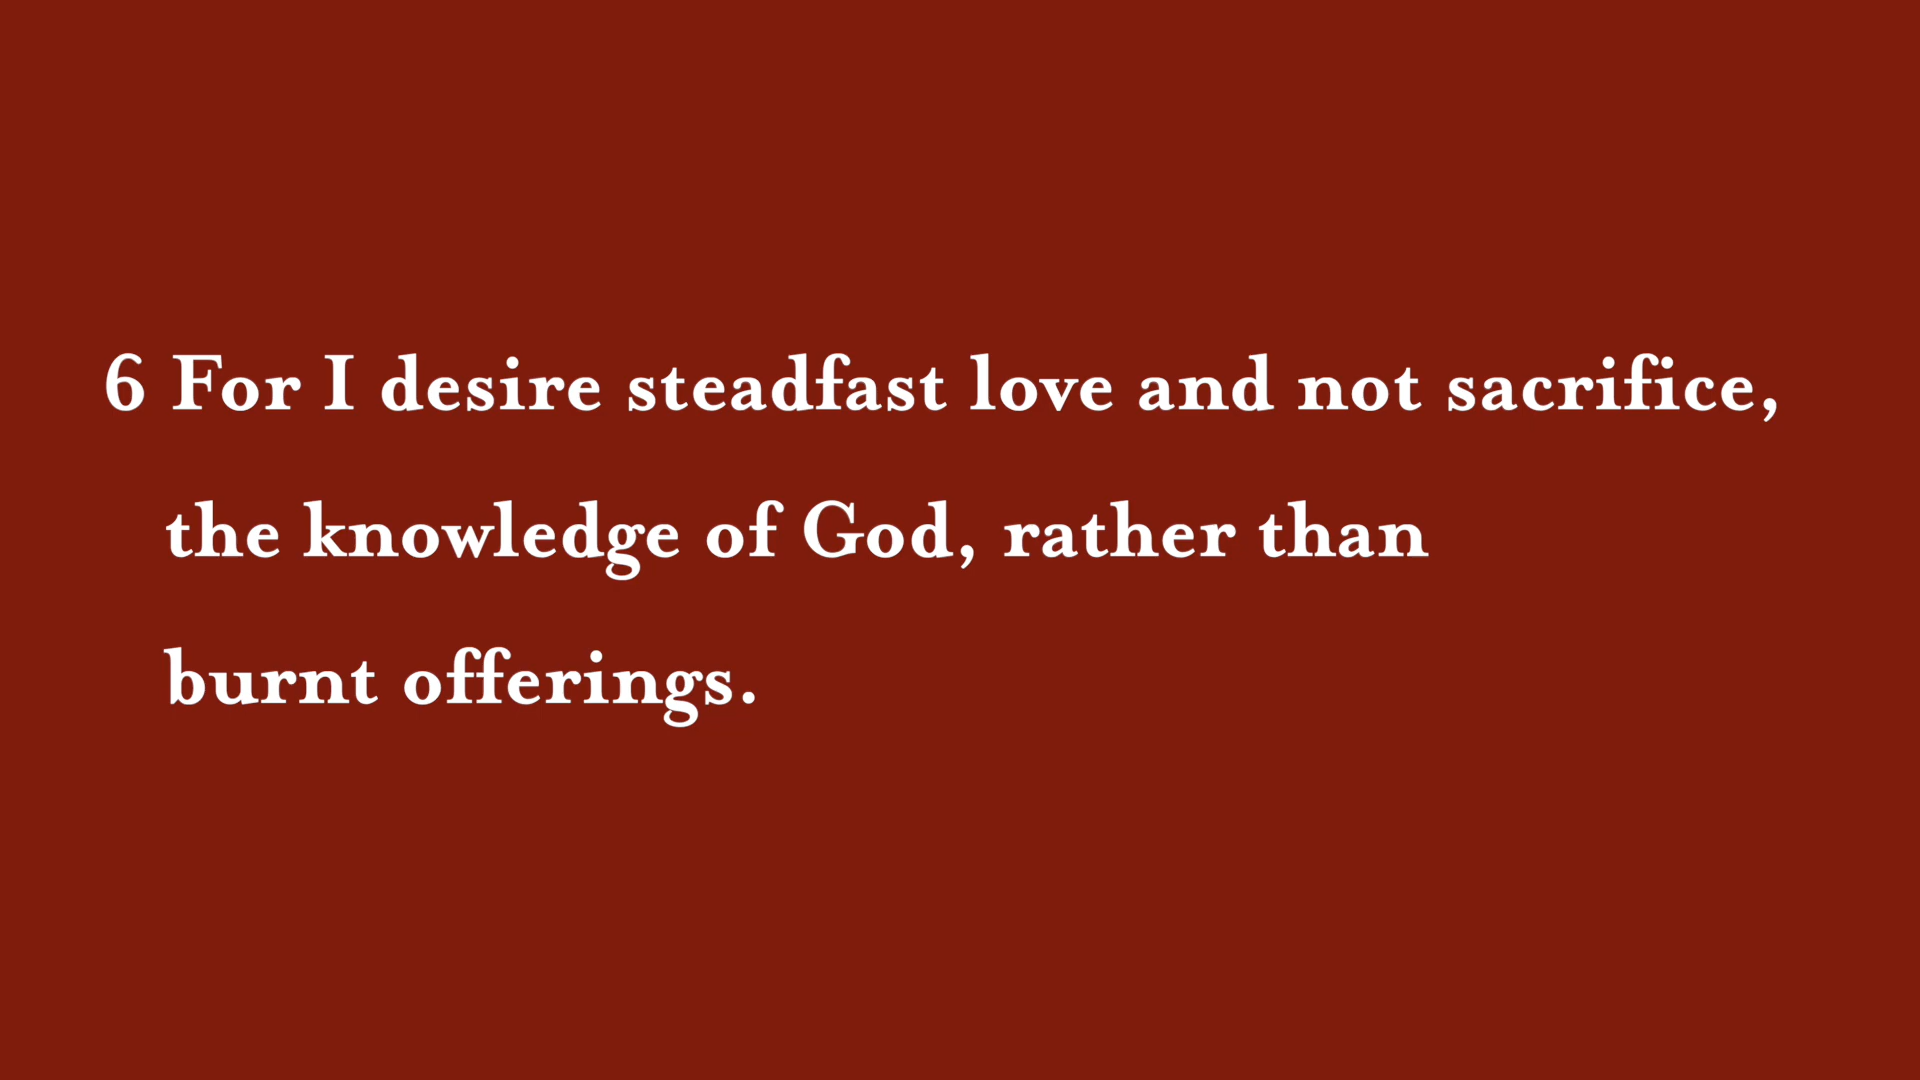 6 For I desire steadfast love and not sacrifice,
the knowledge of God, rather than
burnt offerings.